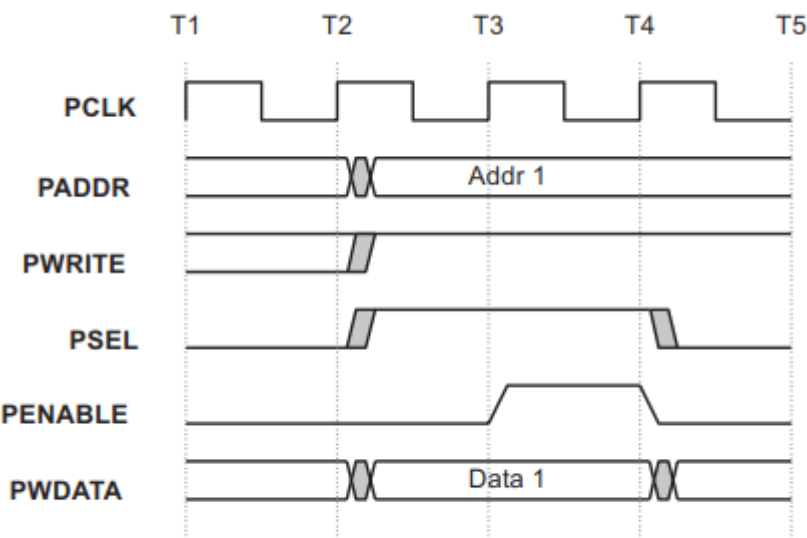 T1 T2 T3 T4 T5
PCLK
PADDR Addr 1
PWRITE
PSEL
PENABLE
PWDATA Data 1